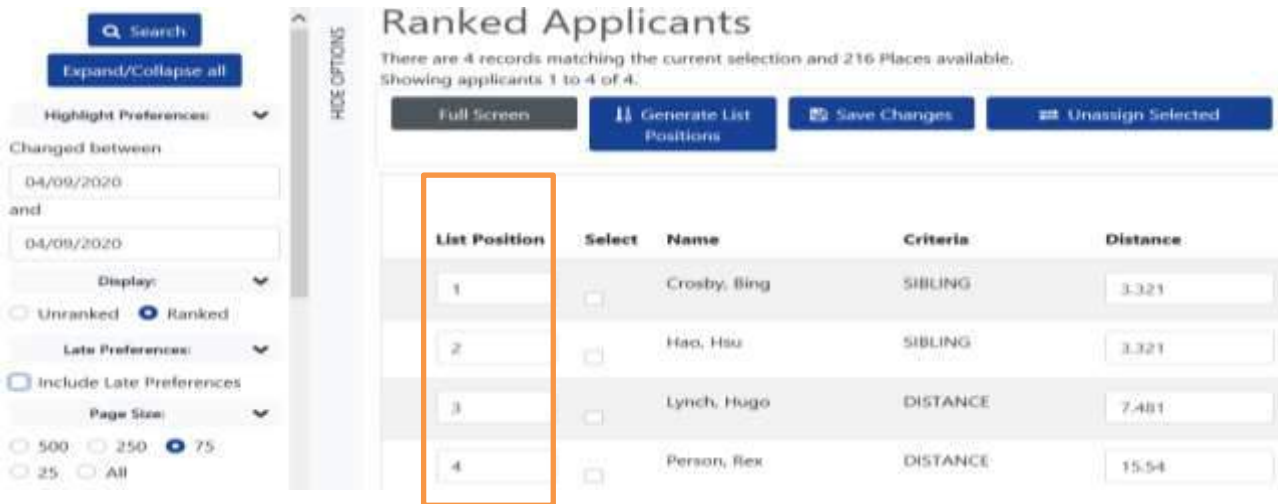 Search
Expand/Collapse all
Highlight Preferences:
Changed between
04/09/2020
and
04/09/2020
Display:
Unranked Ranked
Late Preferences:
Include Late Preferences
Page Size:
500 250 75
25 All
HIDE OPTIONS
Ranked Applicants
There are 4 records matching the current selection and 216 Places available.
Showing applicants 1 to 4 of 4.
Full Screen Generate List Positions Save Changes Unassign Selected
List Position Select Name Criteria Distance
1 Crosby, Bing SIBLING 3.321
2 Hao, Hsu SIBLING 3.321
3 Lynch, Hugo DISTANCE 7.481
4 Person, Rex DISTANCE 15.54